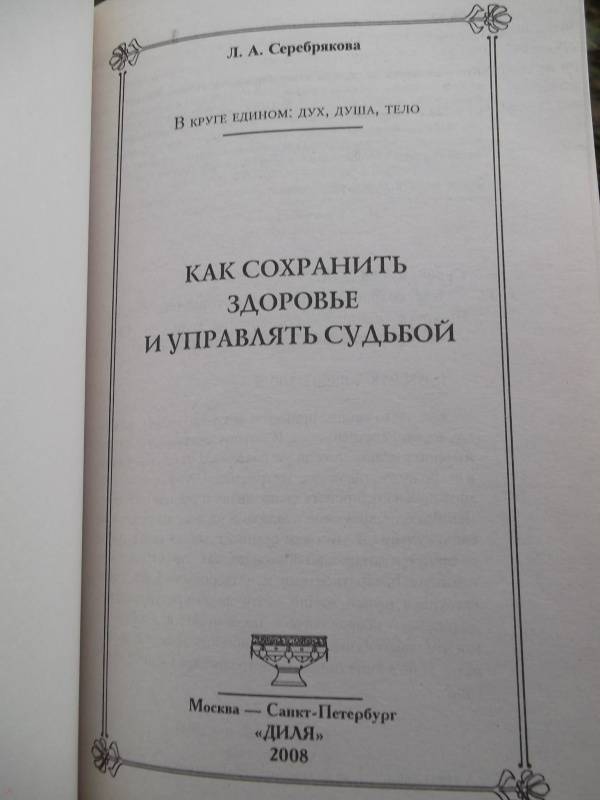 Л. А. Серебрякова
В круге едином: дух, душа, тело
КАК СОХРАНИТЬ
ЗДОРОВЬЕ
И УПРАВЛЯТЬ СУДЬБОЙ
Москва — Санкт-Петербург
«ДИЛЯ»
2008